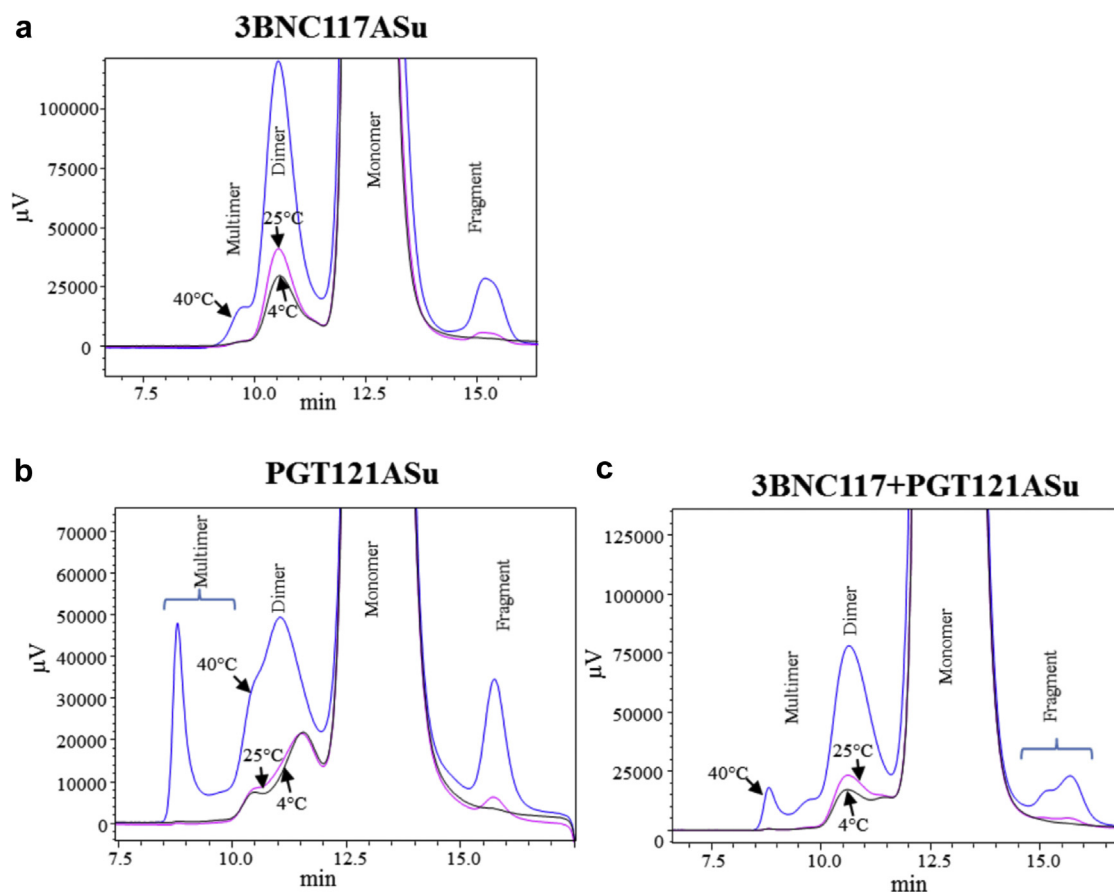 a
3BNC117ASu
100000
75000
50000
25000
0
µV
Multimer
Dimer
Monomer
Fragment
40°C
25°C
4°C
7.5
10.0
12.5
15.0
min
b
PGT121ASu
70000
60000
50000
40000
30000
20000
10000
0
µV
Multimer
Dimer
Monomer
Fragment
40°C
25°C
4°C
7.5
10.0
12.5
15.0
min
c
3BNC117+PGT121ASu
125000
100000
75000
50000
25000
0
µV
Multimer
Dimer
Monomer
Fragment
40°C
25°C
4°C
7.5
10.0
12.5
15.0
min